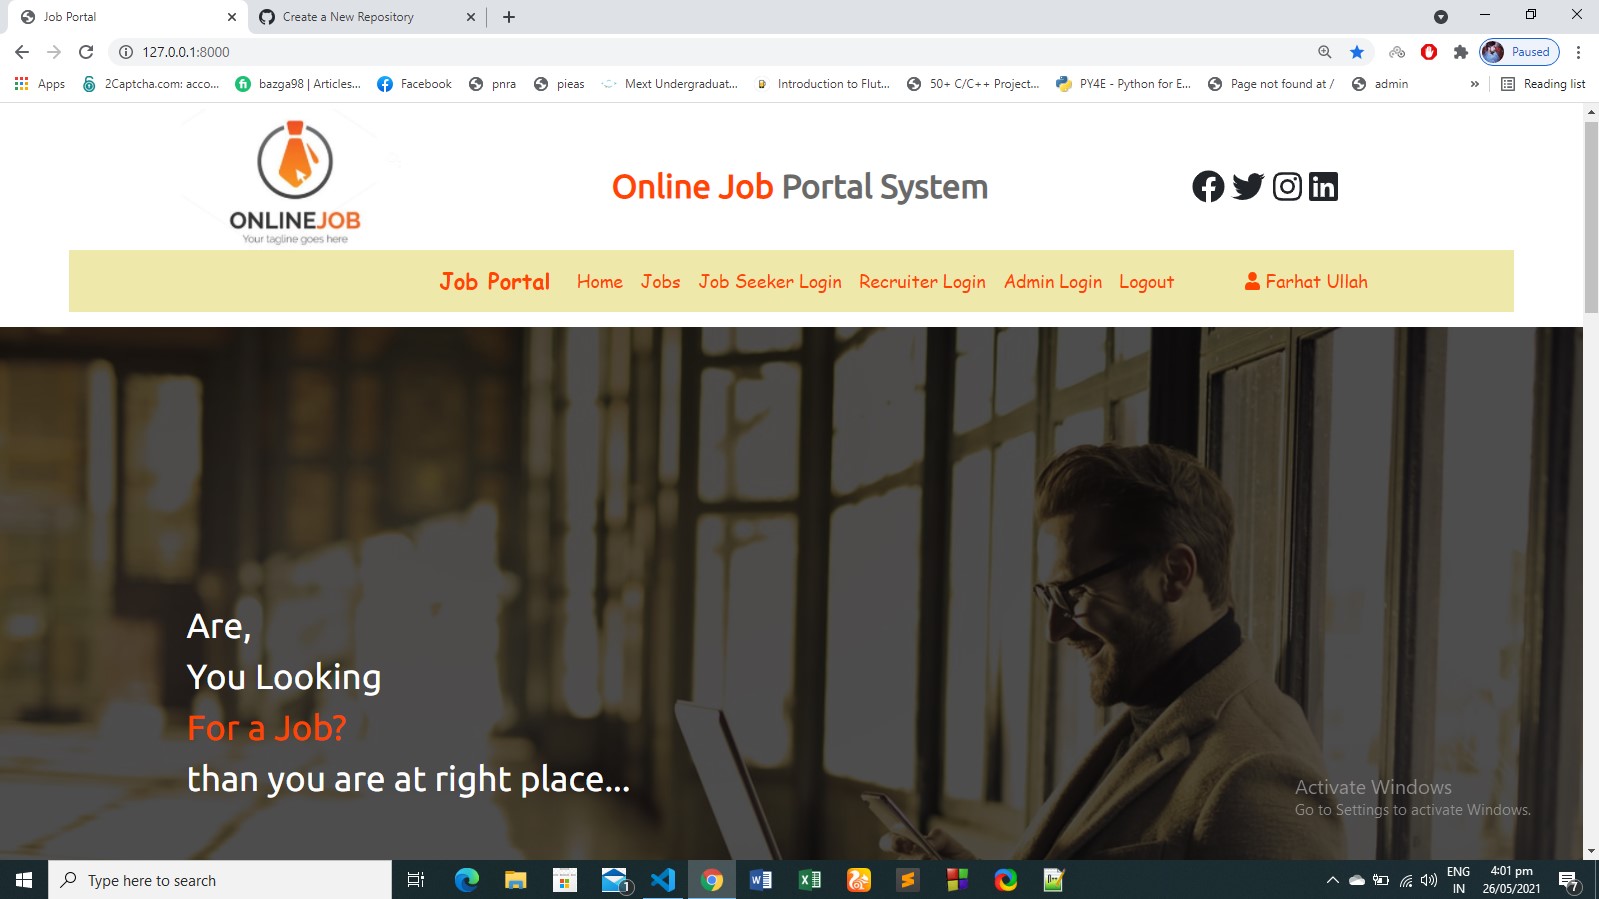 Job Portal
Create a New Repository
127.0.0.1:8000
Paused
Apps
2Captcha.com: acco...
bazga98 | Articles...
Facebook
pnra
pieas
Mext Undergraduat...
Introduction to Flut...
50+ C/C++ Project...
PY4E - Python for E...
Page not found at /
admin
»
Reading list
ONLINEJOB
Your tagline goes here
Online Job Portal System
Job Portal
Home
Jobs
Job Seeker Login
Recruiter Login
Admin Login
Logout
Farhat Ullah
Are,
You Looking
For a Job?
than you are at right place...
Activate Windows
Go to Settings to activate Windows.
Type here to search
1
ENG
IN
4:01 pm
26/05/2021
7